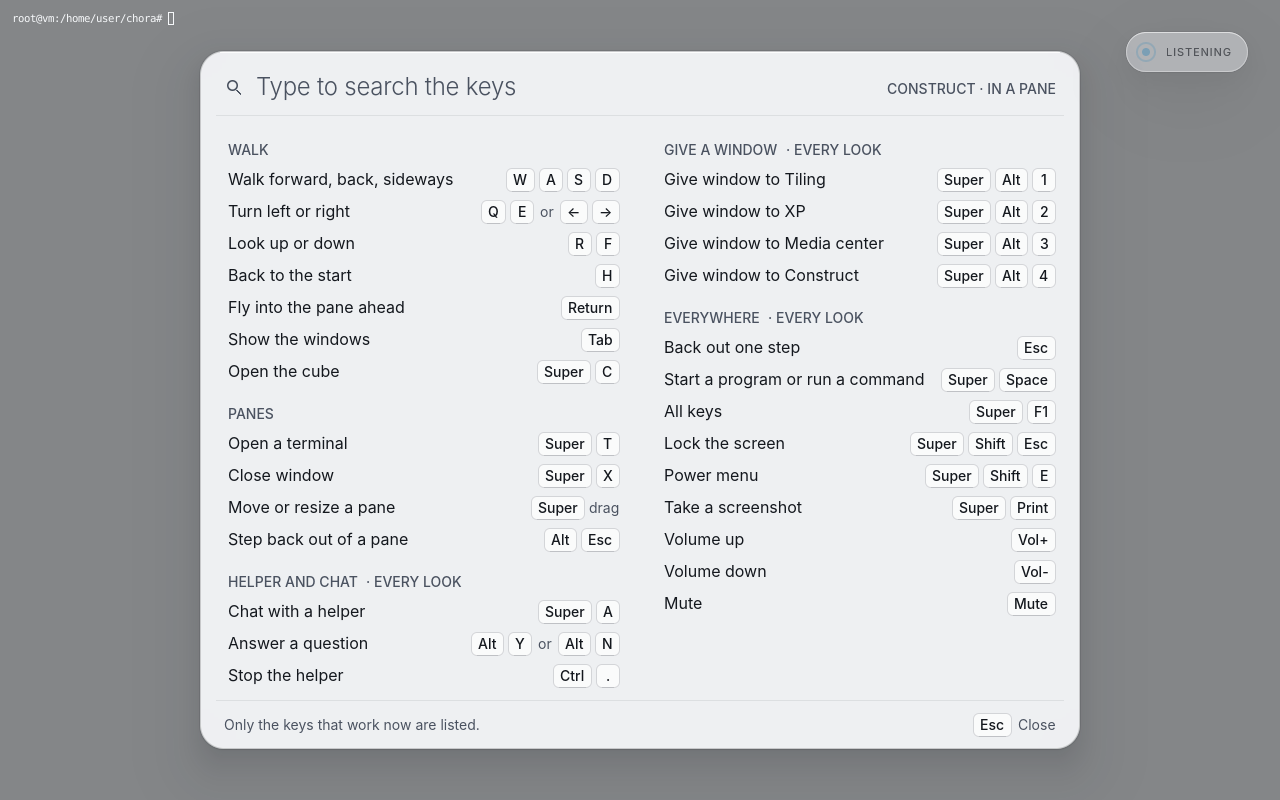 root@vm:/home/user/chora#
LISTENING
Type to search the keys
CONSTRUCT · IN A PANE
WALK
Walk forward, back, sideways W A S D
Turn left or right Q E or ← →
Look up or down R F
Back to the start H
Fly into the pane ahead Return
Show the windows Tab
Open the cube Super C
PANES
Open a terminal Super T
Close window Super X
Move or resize a pane Super drag
Step back out of a pane Alt Esc
HELPER AND CHAT · EVERY LOOK
Chat with a helper Super A
Answer a question Alt Y or Alt N
Stop the helper Ctrl .
GIVE A WINDOW · EVERY LOOK
Give window to Tiling Super Alt 1
Give window to XP Super Alt 2
Give window to Media center Super Alt 3
Give window to Construct Super Alt 4
EVERYWHERE · EVERY LOOK
Back out one step Esc
Start a program or run a command Super Space
All keys Super F1
Lock the screen Super Shift Esc
Power menu Super Shift E
Take a screenshot Super Print
Volume up Vol+
Volume down Vol-
Mute Mute
Only the keys that work now are listed.
Esc Close